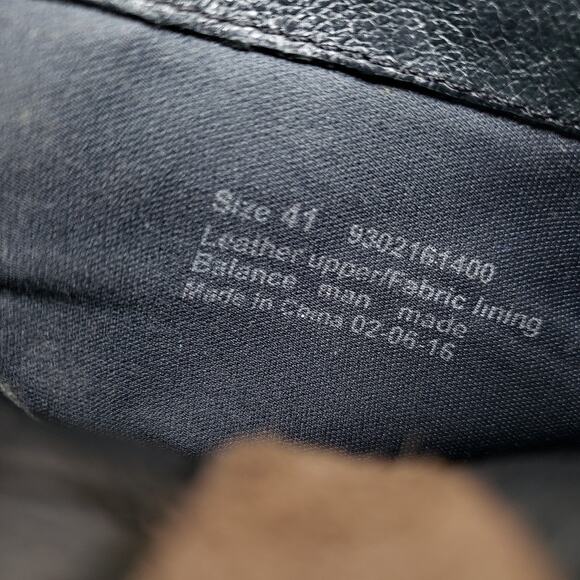 Size 41 9302161400
Leather upper/Fabric lining
Balance man made
Made in China 02-06-16